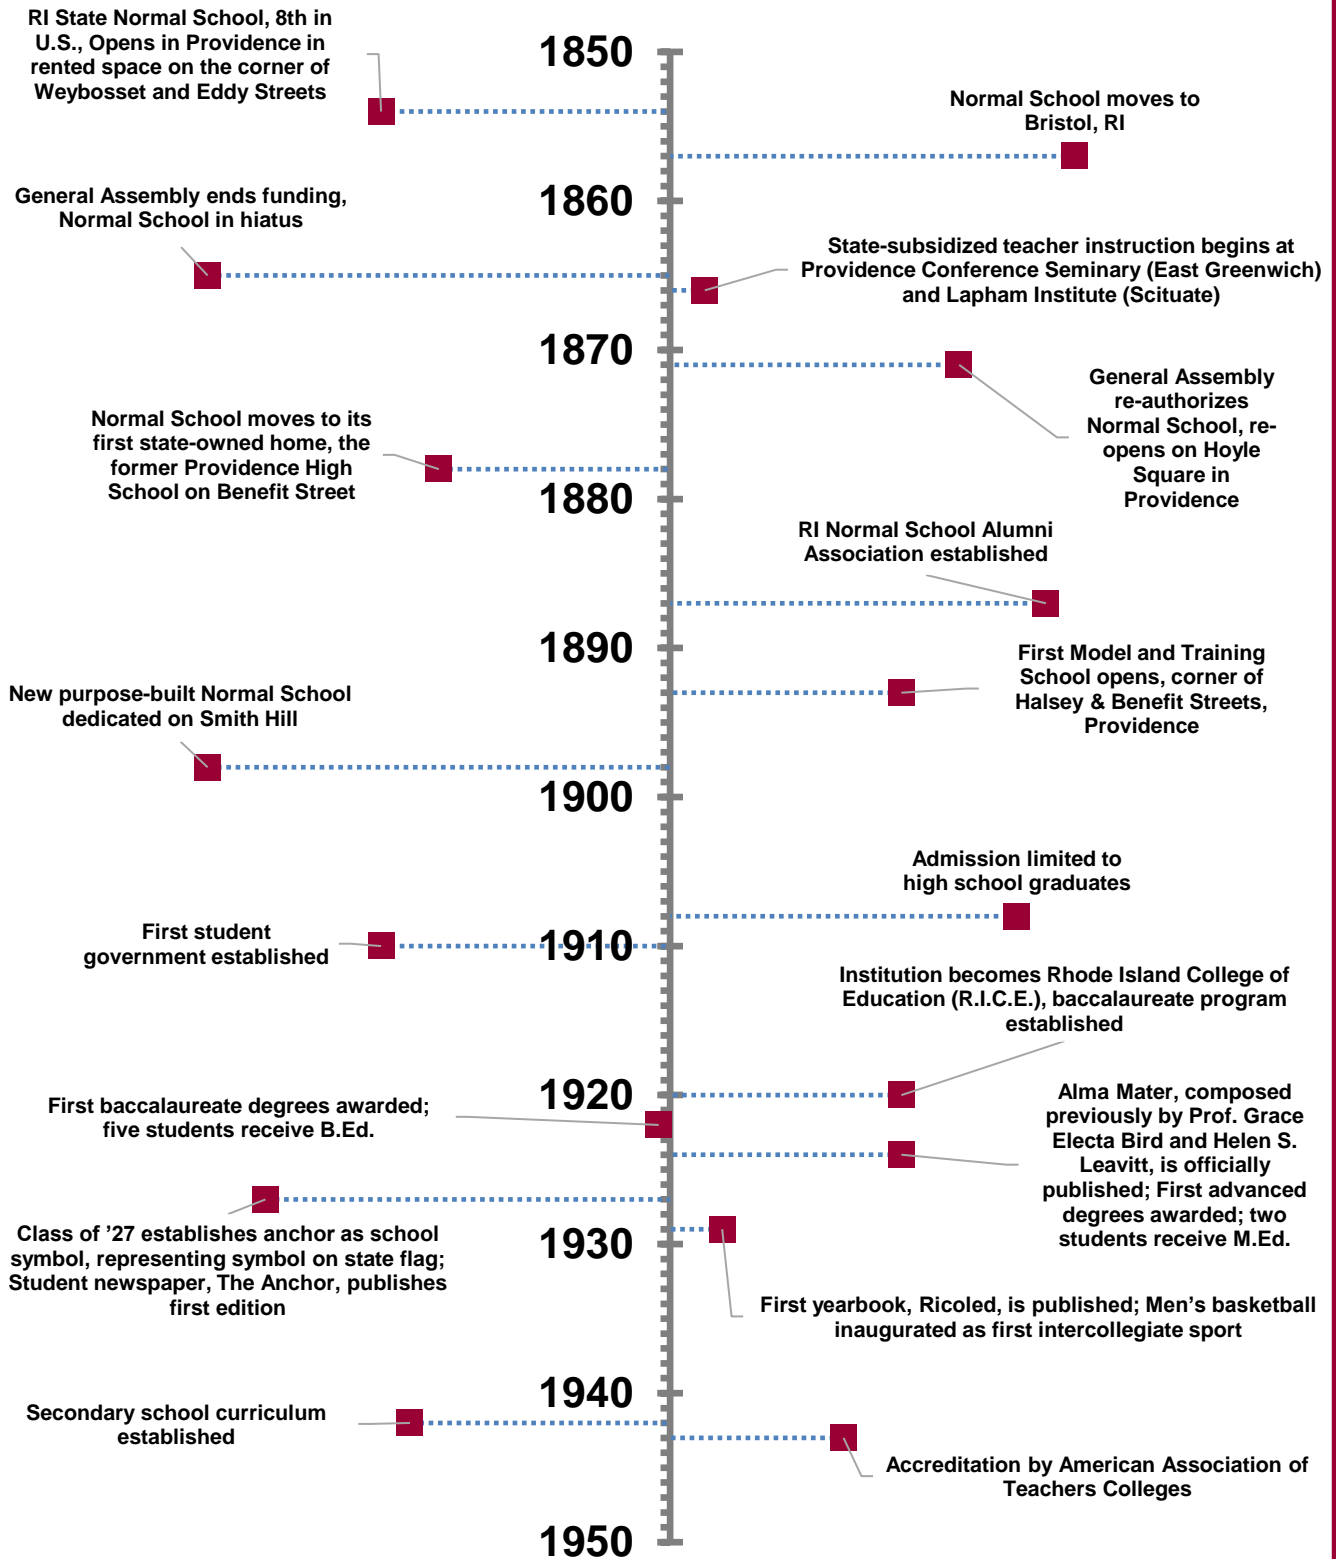 RI State Normal School, 8th in
U.S., Opens in Providence in
rented space on the corner of
Weybosset and Eddy Streets
1850
Normal School moves to
Bristol, RI
General Assembly ends funding,
Normal School in hiatus
1860
State-subsidized teacher instruction begins at
Providence Conference Seminary (East Greenwich)
and Lapham Institute (Scituate)
1870
General Assembly
re-authorizes
Normal School, re-
opens on Hoyle
Square in
Providence
Normal School moves to its
first state-owned home, the
former Providence High
School on Benefit Street
1880
RI Normal School Alumni
Association established
1890
First Model and Training
School opens, corner of
Halsey & Benefit Streets,
Providence
New purpose-built Normal School
dedicated on Smith Hill
1900
Admission limited to
high school graduates
First student
government established
1910
Institution becomes Rhode Island College of
Education (R.I.C.E.), baccalaureate program
established
1920
First baccalaureate degrees awarded;
five students receive B.Ed.
Alma Mater, composed
previously by Prof. Grace
Electa Bird and Helen S.
Leavitt, is officially
published; First advanced
degrees awarded; two
students receive M.Ed.
Class of ’27 establishes anchor as school
symbol, representing symbol on state flag;
Student newspaper, The Anchor, publishes
first edition
1930
First yearbook, Ricoled, is published; Men’s basketball
inaugurated as first intercollegiate sport
1940
Secondary school curriculum
established
Accreditation by American Association of
Teachers Colleges
1950